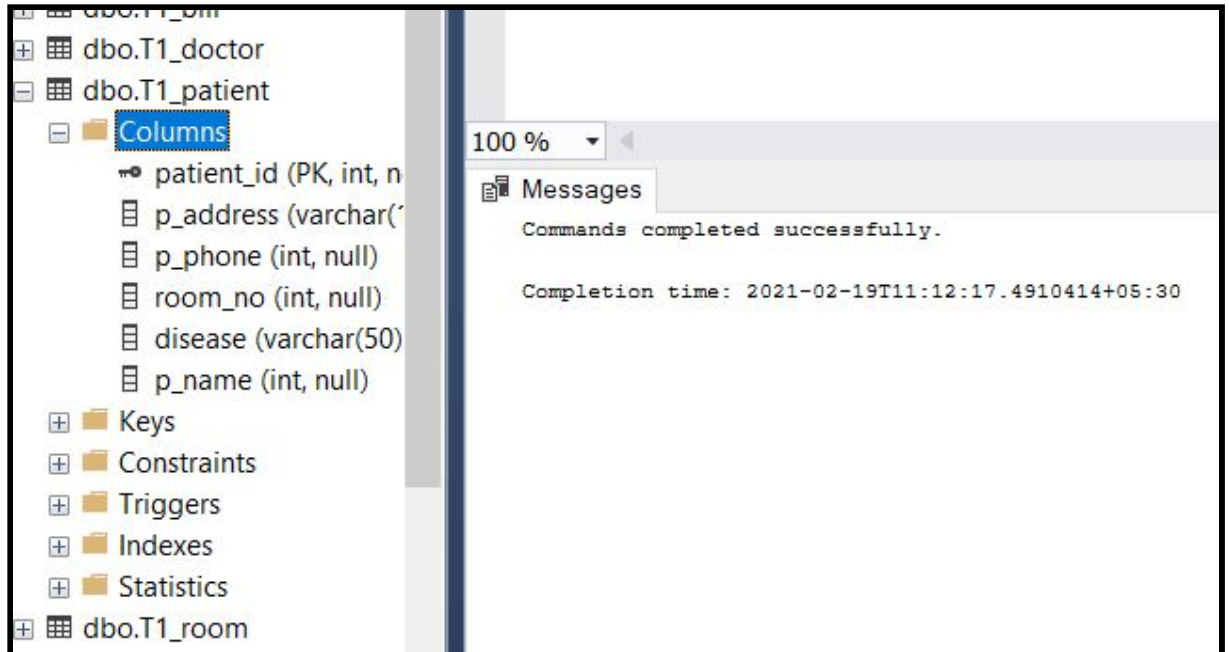 dbo.T1_bill
dbo.T1_doctor
dbo.T1_patient
Columns
patient_id (PK, int, n
p_address (varchar(
p_phone (int, null)
room_no (int, null)
disease (varchar(50)
p_name (int, null)
Keys
Constraints
Triggers
Indexes
Statistics
dbo.T1_room
100 %
Messages
Commands completed successfully.
Completion time: 2021-02-19T11:12:17.4910414+05:30